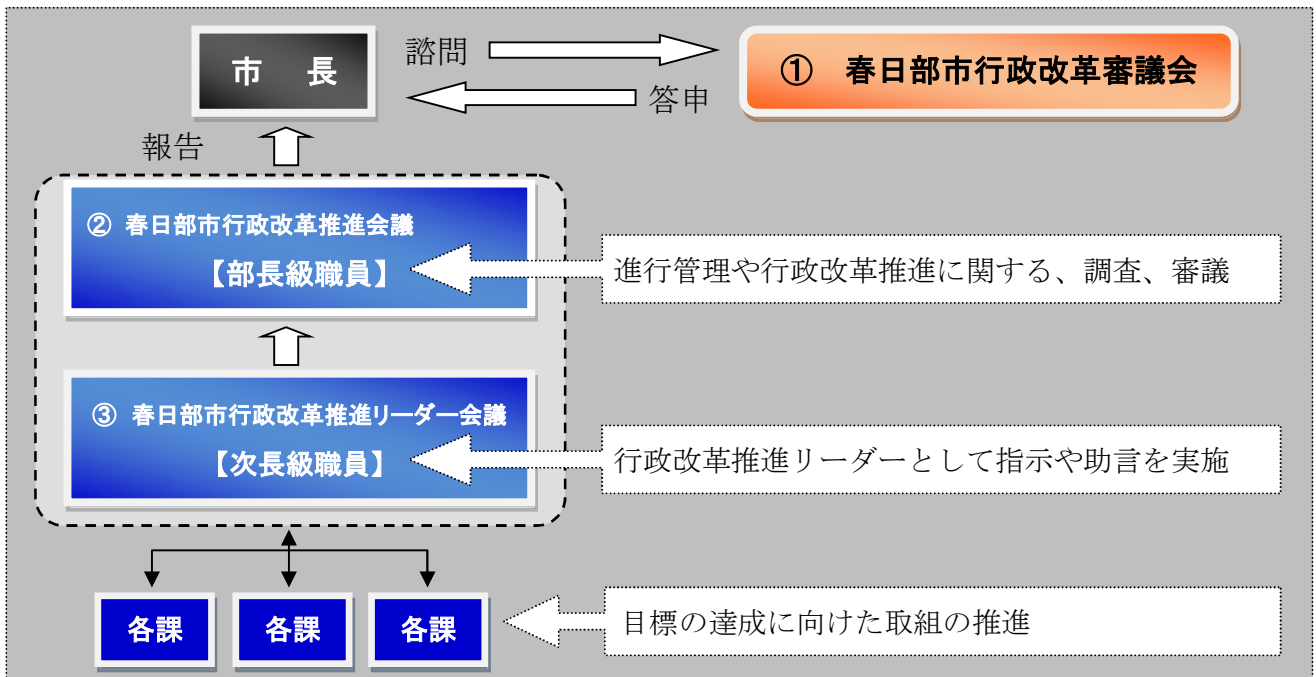 市 長
諮問
① 春日部市行政改革審議会
答申
報告
② 春日部市行政改革推進会議
【部長級職員】
進行管理や行政改革推進に関する、調査、審議
③ 春日部市行政改革推進リーダー会議
【次長級職員】
行政改革推進リーダーとして指示や助言を実施
各課
各課
各課
目標の達成に向けた取組の推進